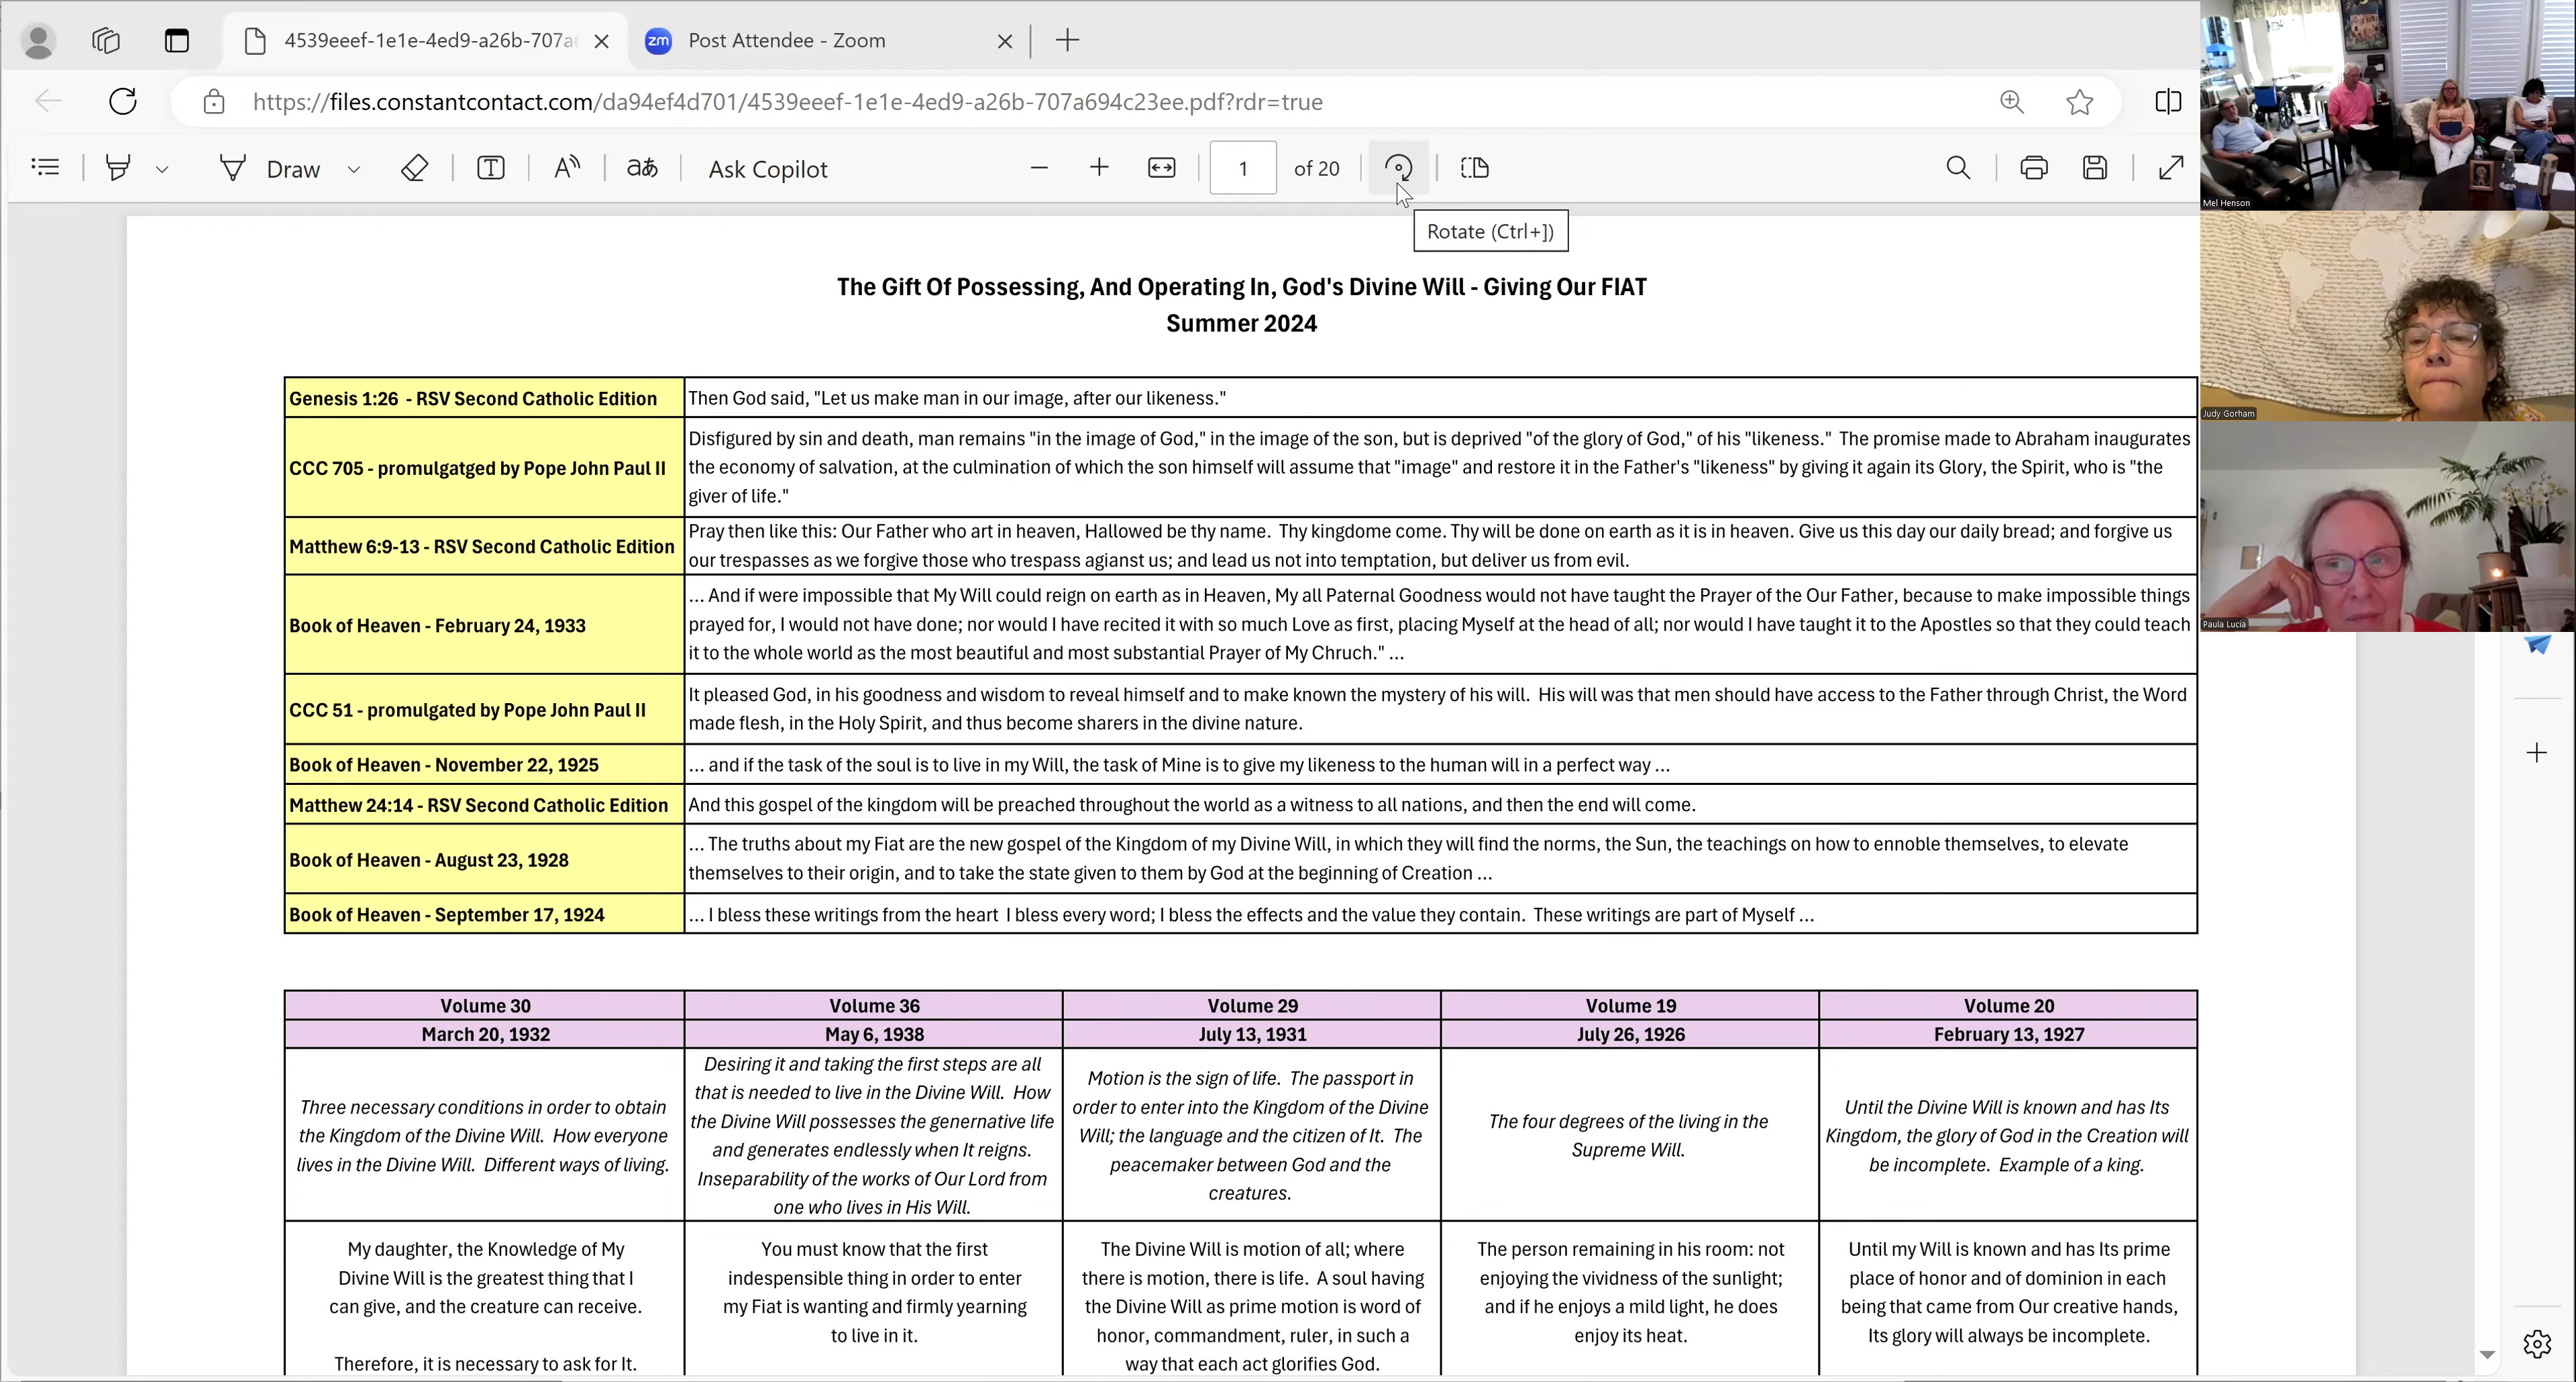 4539eeef-1e1e-4ed9-a26b-707a
zm Post Attendee - Zoom
https://files.constantcontact.com/da94ef4d701/4539eeef-1e1e-4ed9-a26b-707a694c23ee.pdf?rdr=true
Draw
Ask Copilot
1 of 20
Rotate (Ctrl+])
Mel Henson
Judy Gorham
Paula Lucia
The Gift Of Possessing, And Operating In, God's Divine Will - Giving Our FIAT
Summer 2024
Genesis 1:26 - RSV Second Catholic Edition
Then God said, "Let us make man in our image, after our likeness."
CCC 705 - promulgatged by Pope John Paul II
Disfigured by sin and death, man remains "in the image of God," in the image of the son, but is deprived "of the glory of God," of his "likeness." The promise made to Abraham inaugurates
the economy of salvation, at the culmination of which the son himself will assume that "image" and restore it in the Father's "likeness" by giving it again its Glory, the Spirit, who is "the
giver of life."
Matthew 6:9-13 - RSV Second Catholic Edition
Pray then like this: Our Father who art in heaven, Hallowed be thy name. Thy kingdome come. Thy will be done on earth as it is in heaven. Give us this day our daily bread; and forgive us
our trespasses as we forgive those who trespass agianst us; and lead us not into temptation, but deliver us from evil.
Book of Heaven - February 24, 1933
... And if were impossible that My Will could reign on earth as in Heaven, My all Paternal Goodness would not have taught the Prayer of the Our Father, because to make impossible things
prayed for, I would not have done; nor would I have recited it with so much Love as first, placing Myself at the head of all; nor would I have taught it to the Apostles so that they could teach
it to the whole world as the most beautiful and most substantial Prayer of My Chruch." ...
CCC 51 - promulgated by Pope John Paul II
It pleased God, in his goodness and wisdom to reveal himself and to make known the mystery of his will. His will was that men should have access to the Father through Christ, the Word
made flesh, in the Holy Spirit, and thus become sharers in the divine nature.
Book of Heaven - November 22, 1925
... and if the task of the soul is to live in my Will, the task of Mine is to give my likeness to the human will in a perfect way ...
Matthew 24:14 - RSV Second Catholic Edition
And this gospel of the kingdom will be preached throughout the world as a witness to all nations, and then the end will come.
Book of Heaven - August 23, 1928
... The truths about my Fiat are the new gospel of the Kingdom of my Divine Will, in which they will find the norms, the Sun, the teachings on how to ennoble themselves, to elevate
themselves to their origin, and to take the state given to them by God at the beginning of Creation ...
Book of Heaven - September 17, 1924
... I bless these writings from the heart I bless every word; I bless the effects and the value they contain. These writings are part of Myself ...
Volume 30
March 20, 1932
Three necessary conditions in order to obtain
the Kingdom of the Divine Will. How everyone
lives in the Divine Will. Different ways of living.
My daughter, the Knowledge of My
Divine Will is the greatest thing that I
can give, and the creature can receive.
Therefore, it is necessary to ask for It.
Volume 36
May 6, 1938
Desiring it and taking the first steps are all
that is needed to live in the Divine Will. How
the Divine Will possesses the genernative life
and generates endlessly when It reigns.
Inseparability of the works of Our Lord from
one who lives in His Will.
You must know that the first
indespensible thing in order to enter
my Fiat is wanting and firmly yearning
to live in it.
Volume 29
July 13, 1931
Motion is the sign of life. The passport in
order to enter into the Kingdom of the Divine
Will; the language and the citizen of It. The
peacemaker between God and the
creatures.
The Divine Will is motion of all; where
there is motion, there is life. A soul having
the Divine Will as prime motion is word of
honor, commandment, ruler, in such a
way that each act glorifies God.
Volume 19
July 26, 1926
The four degrees of the living in the
Supreme Will.
The person remaining in his room: not
enjoying the vividness of the sunlight;
and if he enjoys a mild light, he does
enjoy its heat.
Volume 20
February 13, 1927
Until the Divine Will is known and has Its
Kingdom, the glory of God in the Creation will
be incomplete. Example of a king.
Until my Will is known and has Its prime
place of honor and of dominion in each
being that came from Our creative hands,
Its glory will always be incomplete.